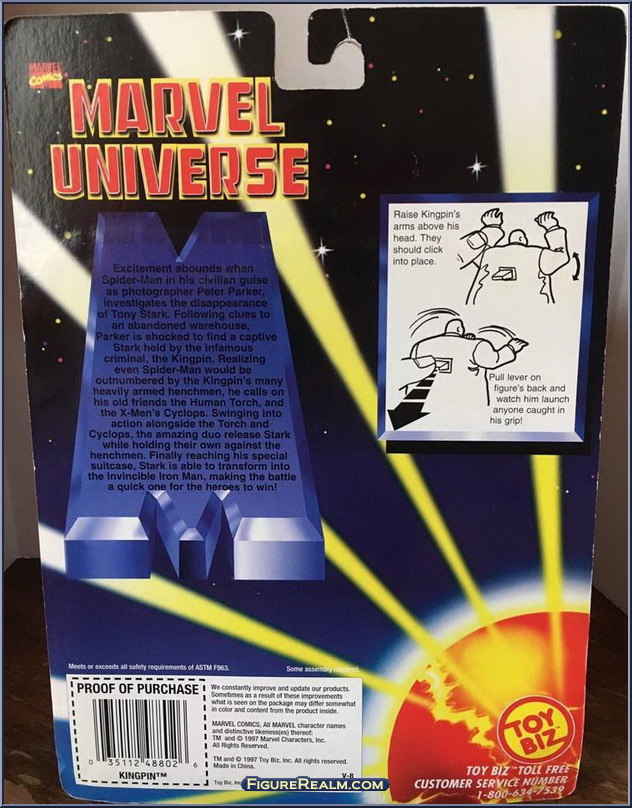 MARVEL
COMICS
MARVEL
UNIVERSE
Excitement abounds when
Spider-Man in his civilian guise
as photographer Peter Parker,
investigates the disappearance
of Tony Stark. Following clues to
an abandoned warehouse,
Parker is shocked to find a captive
Stark held by the infamous
criminal, the Kingpin. Realizing
even Spider-Man would be
outnumbered by the Kingpin's many
heavily armed henchmen, he calls on
his old friends the Human Torch, and
the X-Men's Cyclops. Swinging into
action alongside the Torch and
Cyclops, the amazing duo release Stark
while holding their own against the
henchmen. Finally reaching his special
suitcase, Stark is able to transform into
the invincible Iron Man, making the battle
a quick one for the heroes to win!
Raise Kingpin's
arms above his
head. They
should click
into place.
Pull lever on
figure's back and
watch him launch
anyone caught in
his grip!
Meets or exceeds all safety requirements of ASTM F963.
Some assembly required.
PROOF OF PURCHASE
0 35112 48802 6
KINGPIN™
We constantly improve and update our products.
Sometimes as a result of these improvements
what is seen on the package may differ somewhat
in color and content from the product inside.
MARVEL COMICS, All MARVEL character names
and distinctive likeness(es) thereof:
TM and © 1997 Marvel Characters, Inc.
All Rights Reserved.
TM and © 1997 Toy Biz, Inc. All rights reserved.
Made in China.
V-8
Toy Biz, Inc
FIGUREREALM.COM
TOY
BIZ
TOY BIZ™ TOLL FREE
CUSTOMER SERVICE NUMBER
1-800-634-7539